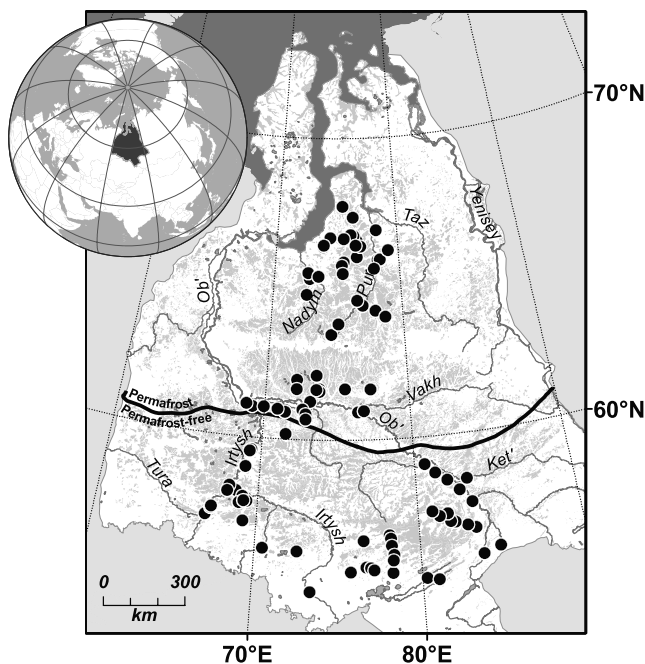 70°N
Taz
Yenisey
Ob'
Pur
Nadym
Permafrost
Permafrost-free
Vakh
60°N
Ob'
Irtysh
Ket'
Tura
Irtysh
0 300
km
70°E 80°E